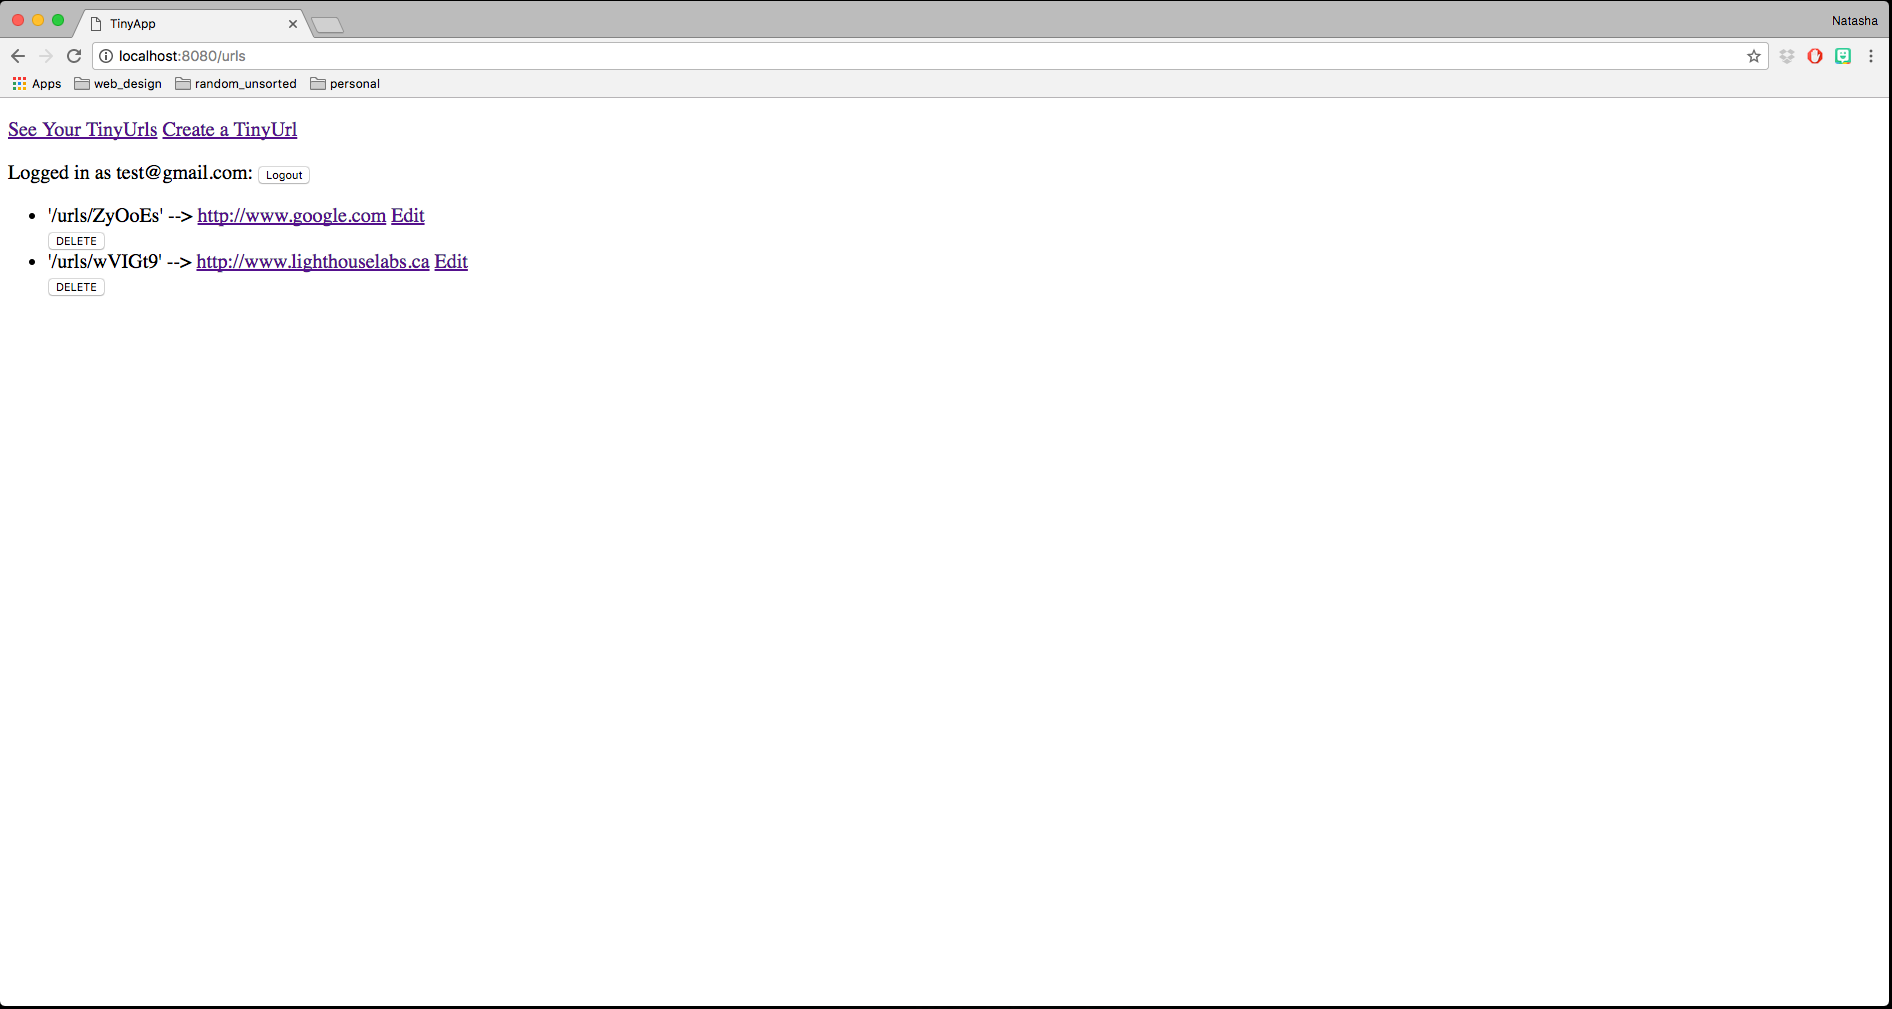 TinyApp
Natasha
localhost:8080/urls
Apps web_design random_unsorted personal
See Your TinyUrls Create a TinyUrl
Logged in as test@gmail.com: Logout
'/urls/ZyOoEs' --> http://www.google.com Edit
DELETE
'/urls/wVIGt9' --> http://www.lighthouselabs.ca Edit
DELETE